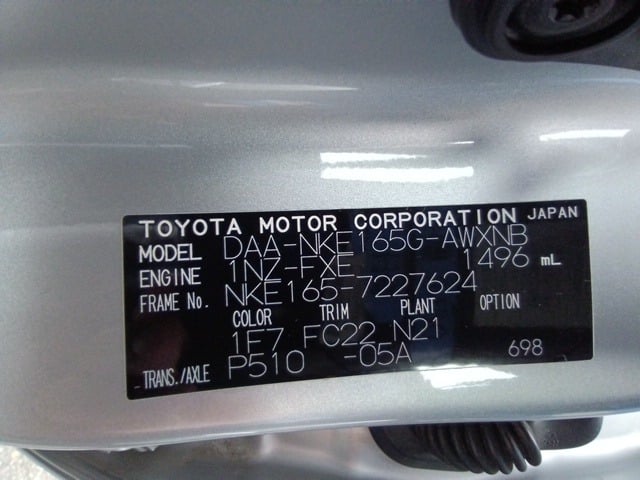 TOYOTA MOTOR CORPORATION JAPAN
MODEL DAA-NKE165G-AWXNB
ENGINE 1NZ-FXE 1496 mL
FRAME No. NKE165-7227624
COLOR TRIM PLANT OPTION
1F7 FC22 N21
TRANS./AXLE P510 -05A 698